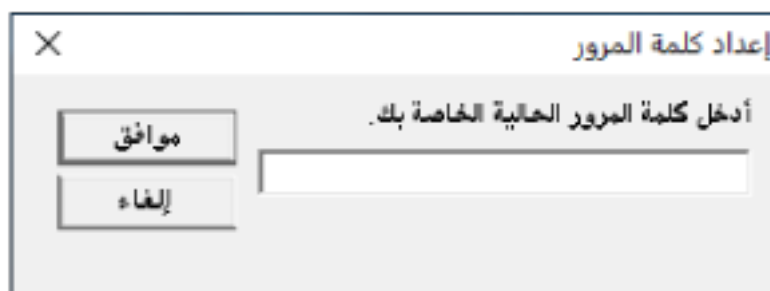 إعداد كلمة المرور
أدخل كلمة المرور الحالية الخاصة بك.
موافق
إلغاء